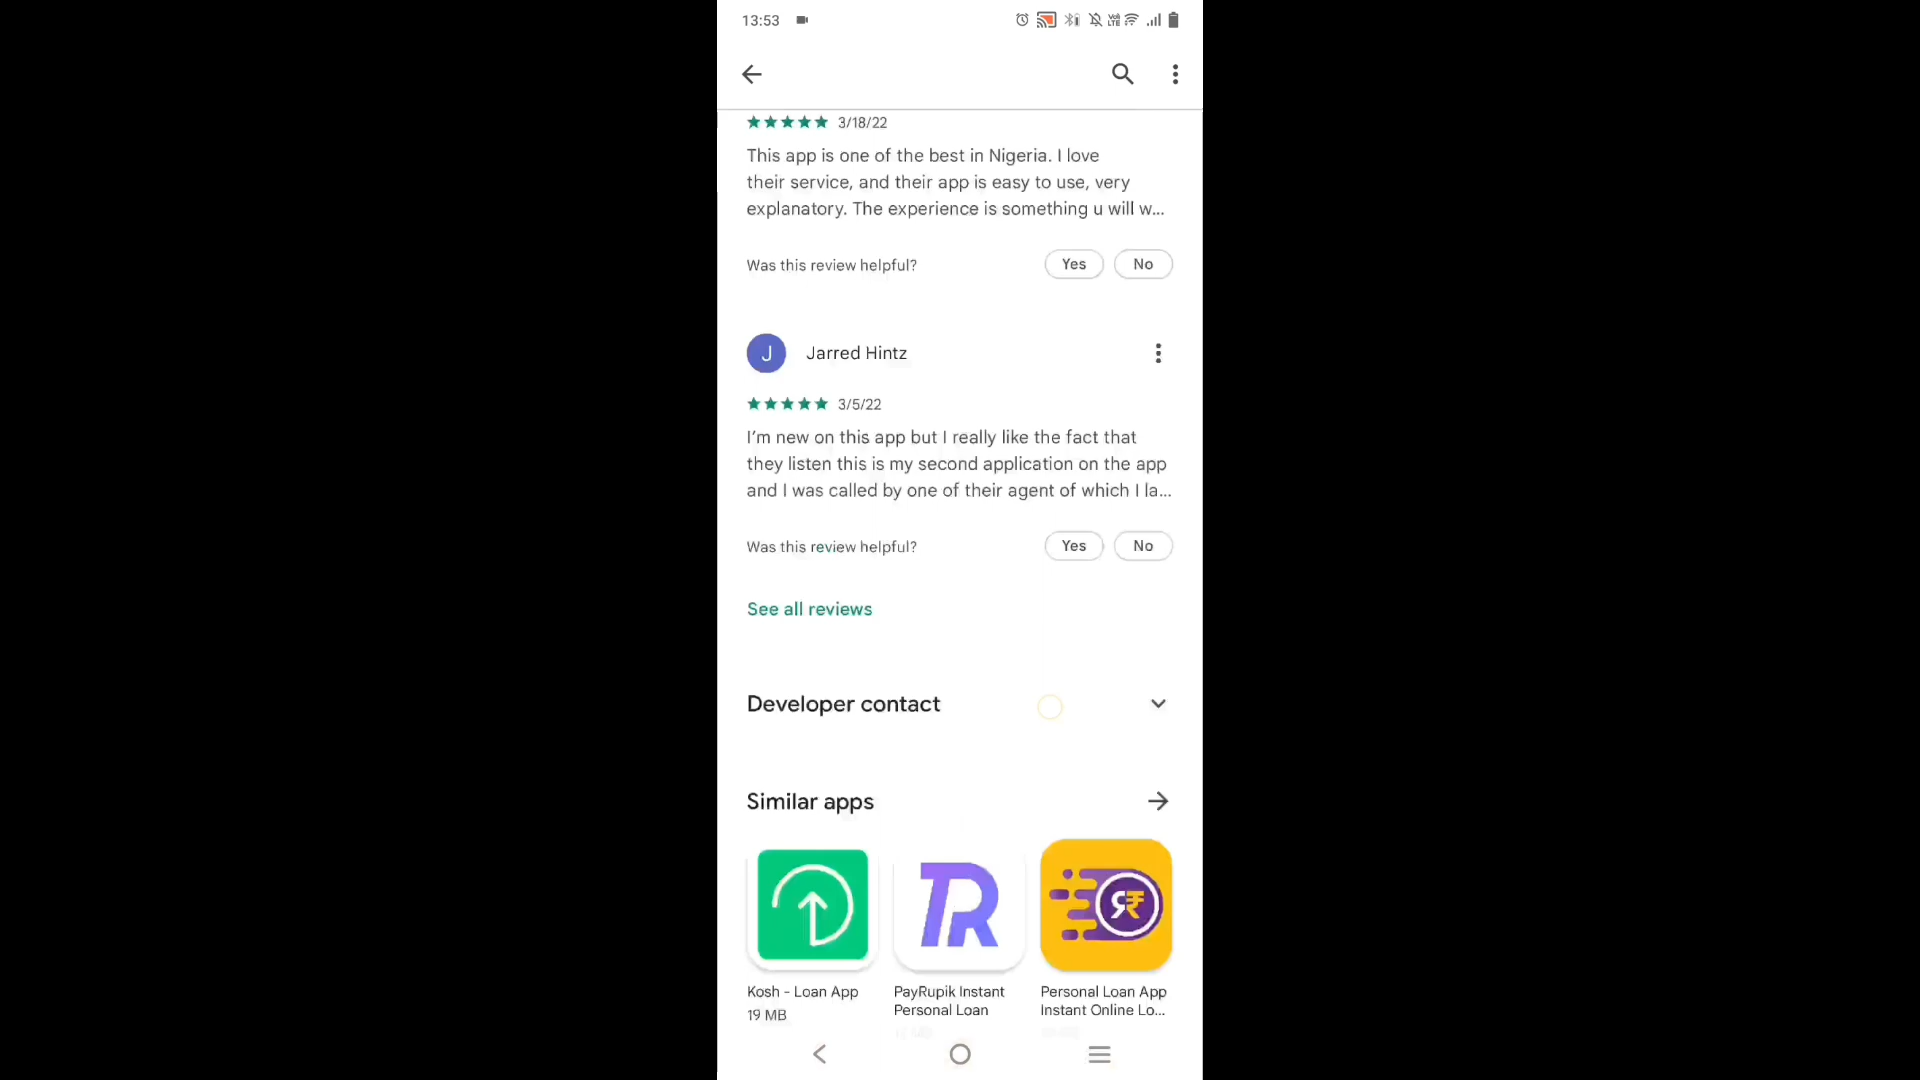 13:53
3/18/22
This app is one of the best in Nigeria. I love
their service, and their app is easy to use, very
explanatory. The experience is something u will w...
Was this review helpful?
Yes
No
J
Jarred Hintz
3/5/22
I'm new on this app but I really like the fact that
they listen this is my second application on the app
and I was called by one of their agent of which I la...
Was this review helpful?
Yes
No
See all reviews
Developer contact
Similar apps
Kosh - Loan App
19 MB
PayRupik Instant
Personal Loan
Personal Loan App
Instant Online Lo...